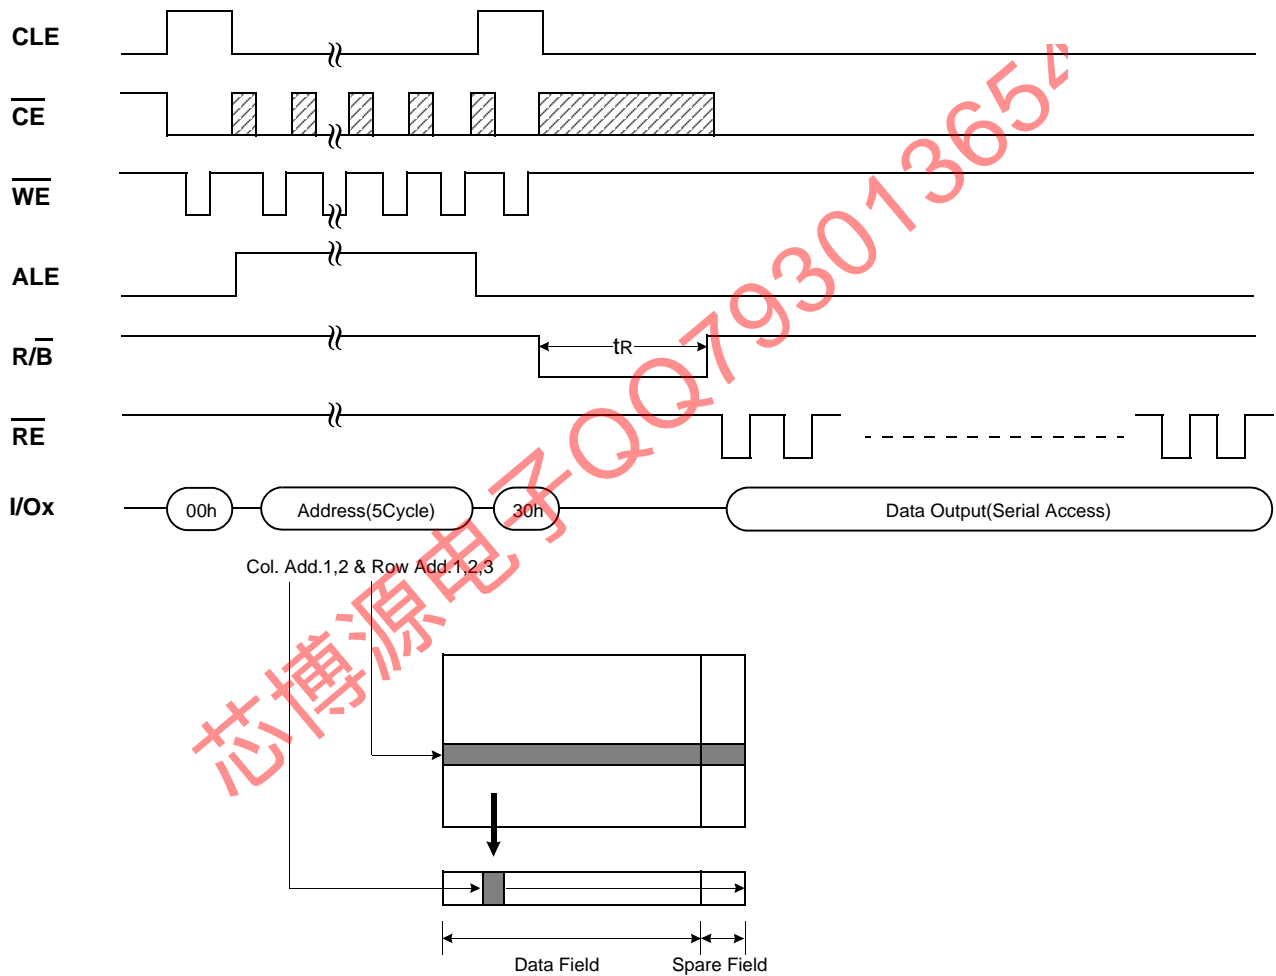 CLE
CE
WE
ALE
R/B
tR
RE
I/Ox
00h
Address(5Cycle)
30h
Data Output(Serial Access)
Col. Add.1,2 & Row Add.1,2,3
Data Field
Spare Field
芯博源电子QQ793013654